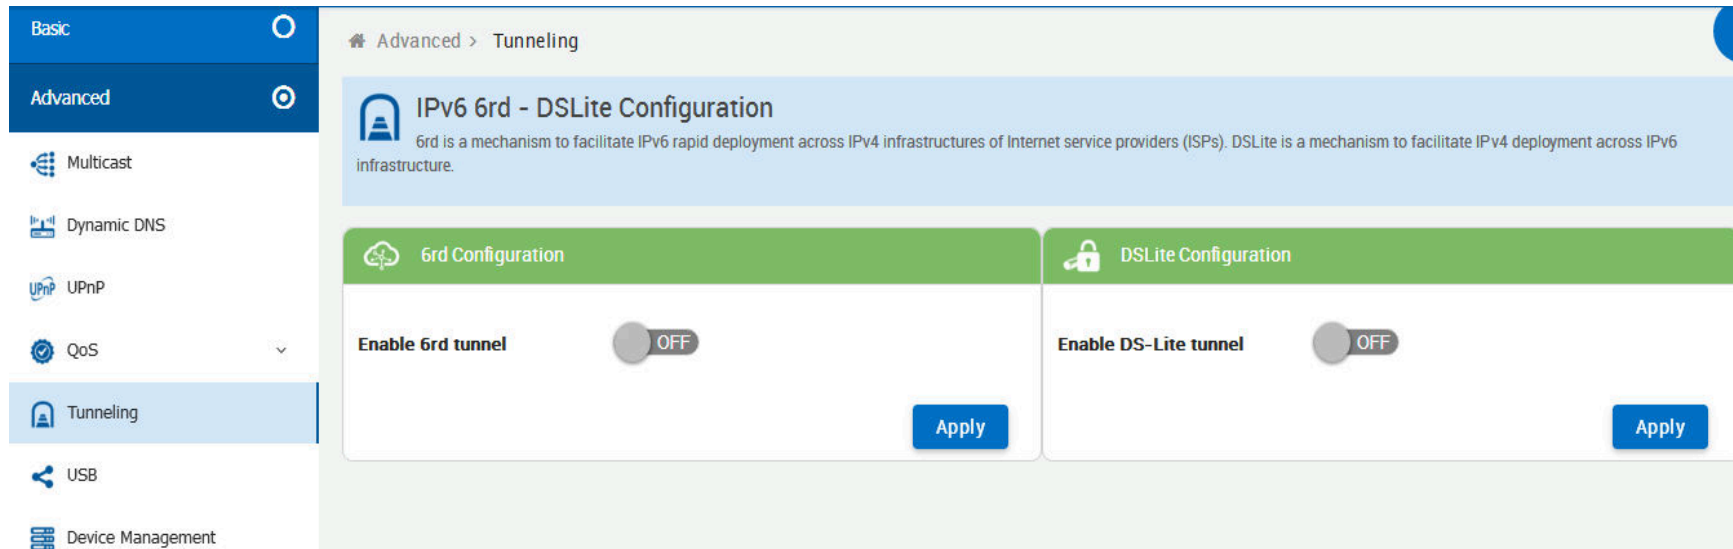 Basic
Advanced
Multicast
Dynamic DNS
UPnP UPnP
QoS
Tunneling
USB
Device Management
Advanced > Tunneling
IPv6 6rd - DSLite Configuration
6rd is a mechanism to facilitate IPv6 rapid deployment across IPv4 infrastructures of Internet service providers (ISPs). DSLite is a mechanism to facilitate IPv4 deployment across IPv6
infrastructure.
6rd Configuration
Enable 6rd tunnel OFF
Apply
DSLite Configuration
Enable DS-Lite tunnel OFF
Apply